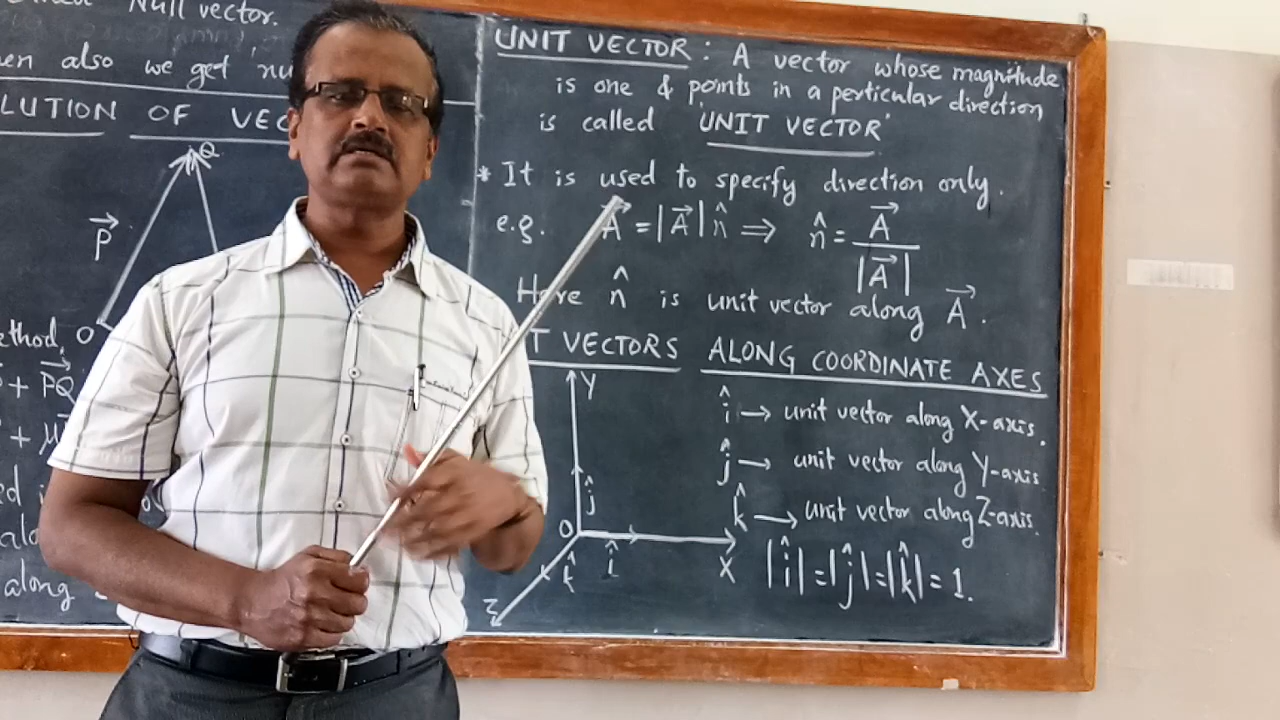 Null vector.
also we get
LUTION OF VEC
Q
P⃗
O
ethod,
+ P⃗Q
+
along
UNIT VECTOR : A vector whose magnitude
is one & points in a perticular direction
is called 'UNIT VECTOR'
* It is used to specify direction only.
e.g. A⃗ = |A⃗| n̂ ⇒ n̂ = A⃗ / |A⃗|
Here n̂ is unit vector along A⃗.
T VECTORS ALONG COORDINATE AXES
Y
î → unit vector along X-axis.
ĵ → unit vector along Y-axis
ĵ
k̂ → unit vector along Z-axis.
O
k̂ î X
|î| = |ĵ| = |k̂| = 1.
Z